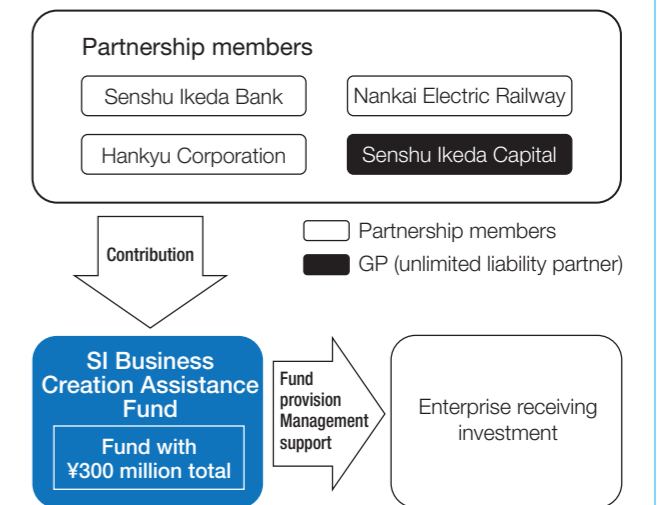 Partnership members
Senshu Ikeda Bank
Nankai Electric Railway
Hankyu Corporation
Senshu Ikeda Capital
Contribution
Partnership members
GP (unlimited liability partner)
SI Business
Creation Assistance
Fund
Fund with
¥300 million total
Fund
provision
Management
support
Enterprise receiving
investment